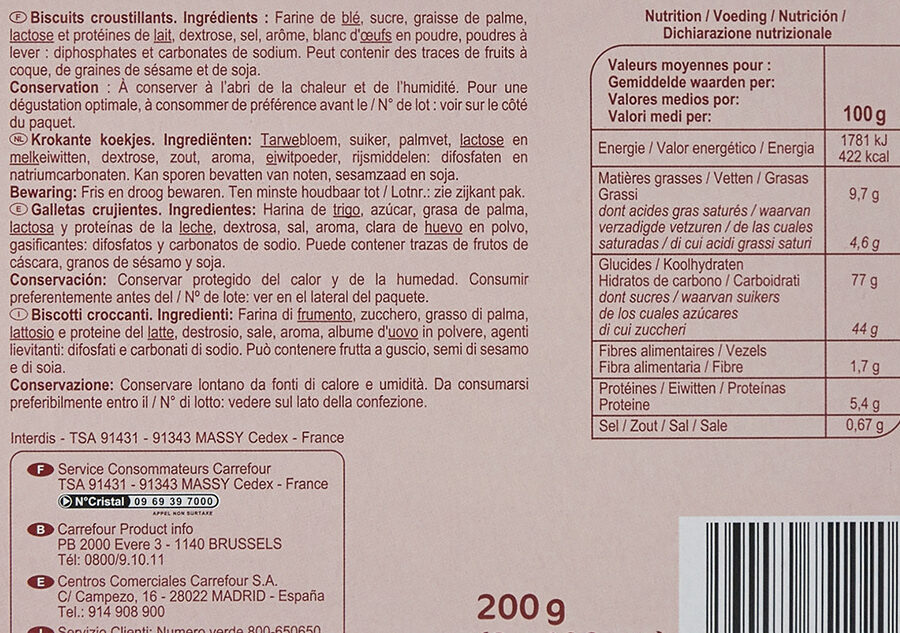 F Biscuits croustillants. Ingrédients : Farine de blé, sucre, graisse de palme,
lactose et protéines de lait, dextrose, sel, arôme, blanc d'œufs en poudre, poudres à
lever : diphosphates et carbonates de sodium. Peut contenir des traces de fruits à
coque, de graines de sésame et de soja.
Conservation : À conserver à l'abri de la chaleur et de l'humidité. Pour une
dégustation optimale, à consommer de préférence avant le / N° de lot : voir sur le côté
du paquet.
NL Krokante koekjes. Ingrediënten: Tarwebloem, suiker, palmvet, lactose en
melkeiwitten, dextrose, zout, aroma, eiwitpoeder, rijsmiddelen: difosfaten en
natriumcarbonaten. Kan sporen bevatten van noten, sesamzaad en soja.
Bewaring: Fris en droog bewaren. Ten minste houdbaar tot / Lotnr.: zie zijkant pak.
E Galletas crujientes. Ingredientes: Harina de trigo, azúcar, grasa de palma,
lactosa y proteínas de la leche, dextrosa, sal, aroma, clara de huevo en polvo,
gasificantes: difosfatos y carbonatos de sodio. Puede contener trazas de frutos de
cáscara, granos de sésamo y soja.
Conservación: Conservar protegido del calor y de la humedad. Consumir
preferentemente antes del / Nº de lote: ver en el lateral del paquete.
I Biscotti croccanti. Ingredienti: Farina di frumento, zucchero, grasso di palma,
lattosio e proteine del latte, destrosio, sale, aroma, albume d'uovo in polvere, agenti
lievitanti: difosfati e carbonati di sodio. Può contenere frutta a guscio, semi di sesamo
e di soia.
Conservazione: Conservare lontano da fonti di calore e umidità. Da consumarsi
preferibilmente entro il / N° di lotto: vedere sul lato della confezione.
Interdis - TSA 91431 - 91343 MASSY Cedex - France
F Service Consommateurs Carrefour
TSA 91431 - 91343 MASSY Cedex - France
N°Cristal 09 69 39 7000
APPEL NON SURTAXE
B Carrefour Product info
PB 2000 Evere 3 - 1140 BRUSSELS
Tél: 0800/9.10.11
E Centros Comerciales Carrefour S.A.
C/ Campezo, 16 - 28022 MADRID - España
Tel.: 914 908 900
I Servizio Clienti: Numero verde 800-650650
Nutrition / Voeding / Nutrición /
Dichiarazione nutrizionale
Valeurs moyennes pour :
Gemiddelde waarden per:
Valores medios por:
Valori medi per: 100 g
Energie / Valor energético / Energia 1781 kJ
422 kcal
Matières grasses / Vetten / Grasas
Grassi 9,7 g
dont acides gras saturés / waarvan
verzadigde vetzuren / de las cuales
saturadas / di cui acidi grassi saturi 4,6 g
Glucides / Koolhydraten
Hidratos de carbono / Carboidrati 77 g
dont sucres / waarvan suikers
de los cuales azúcares
di cui zuccheri 44 g
Fibres alimentaires / Vezels
Fibra alimentaria / Fibre 1,7 g
Protéines / Eiwitten / Proteínas
Proteine 5,4 g
Sel / Zout / Sal / Sale 0,67 g
200 g